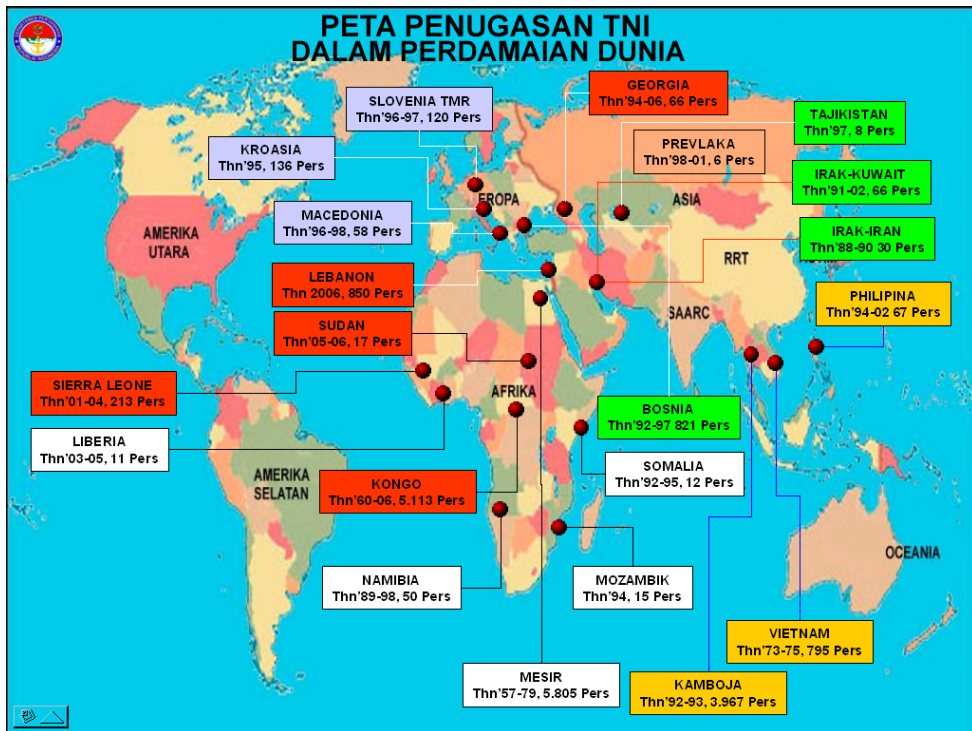 PETA PENUGASAN TNI
DALAM PERDAMAIAN DUNIA
GEORGIA
Thn'94-06, 66 Pers
SLOVENIA TMR
Thn'96-97, 120 Pers
TAJIKISTAN
Thn'97, 8 Pers
PREVLAKA
Thn'98-01, 6 Pers
KROASIA
Thn'95, 136 Pers
IRAK-KUWAIT
Thn'91-02, 66 Pers
EROPA
ASIA
MACEDONIA
Thn'96-98, 58 Pers
IRAK-IRAN
Thn'88-90 30 Pers
AMERIKA
UTARA
RRT
LEBANON
Thn 2006, 850 Pers
PHILIPINA
Thn'94-02 67 Pers
SAARC
SUDAN
Thn'05-06, 17 Pers
SIERRA LEONE
Thn'01-04, 213 Pers
AFRIKA
BOSNIA
Thn'92-97 821 Pers
LIBERIA
Thn'03-05, 11 Pers
SOMALIA
Thn'92-95, 12 Pers
AMERIKA
SELATAN
KONGO
Thn'60-06, 5.113 Pers
OCEANIA
NAMIBIA
Thn'89-98, 50 Pers
MOZAMBIK
Thn'94, 15 Pers
VIETNAM
Thn'73-75, 795 Pers
MESIR
Thn'57-79, 5.805 Pers
KAMBOJA
Thn'92-93, 3.967 Pers